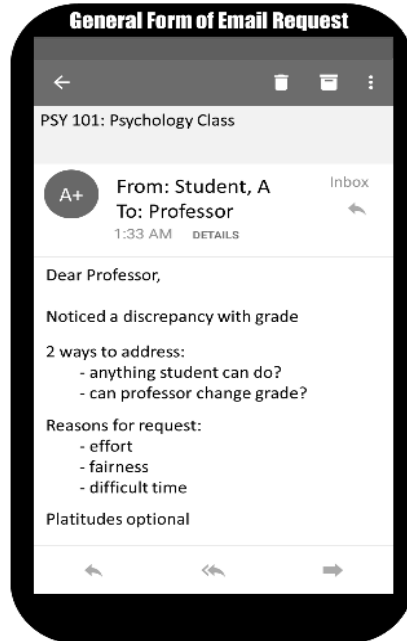 General Form of Email Request
PSY 101: Psychology Class
A+
From: Student, A
Inbox
To: Professor
1:33 AM DETAILS
Dear Professor,
Noticed a discrepancy with grade
2 ways to address:
- anything student can do?
- can professor change grade?
Reasons for request:
- effort
- fairness
- difficult time
Platitudes optional